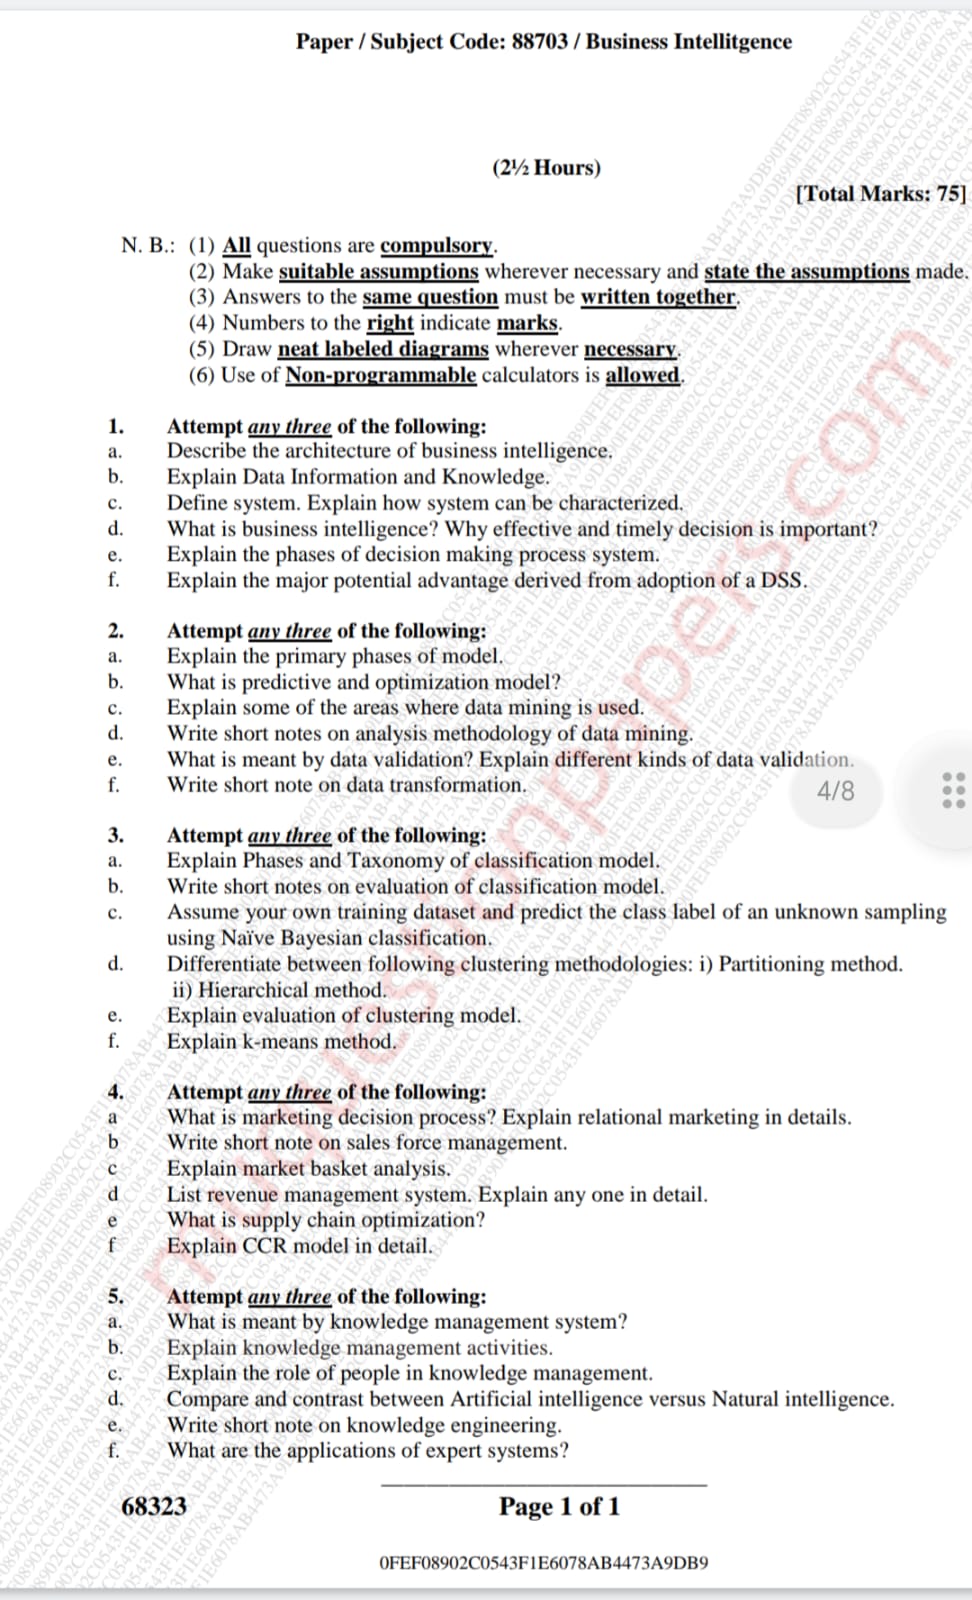 Paper / Subject Code: 88703 / Business Intellitgence
(2½ Hours)
[Total Marks: 75]
N. B.: (1) All questions are compulsory.
(2) Make suitable assumptions wherever necessary and state the assumptions made.
(3) Answers to the same question must be written together.
(4) Numbers to the right indicate marks.
(5) Draw neat labeled diagrams wherever necessary.
(6) Use of Non-programmable calculators is allowed.
1. Attempt any three of the following:
a. Describe the architecture of business intelligence.
b. Explain Data Information and Knowledge.
c. Define system. Explain how system can be characterized.
d. What is business intelligence? Why effective and timely decision is important?
e. Explain the phases of decision making process system.
f. Explain the major potential advantage derived from adoption of a DSS.
2. Attempt any three of the following:
a. Explain the primary phases of model.
b. What is predictive and optimization model?
c. Explain some of the areas where data mining is used.
d. Write short notes on analysis methodology of data mining.
e. What is meant by data validation? Explain different kinds of data validation.
f. Write short note on data transformation.
4/8
3. Attempt any three of the following:
a. Explain Phases and Taxonomy of classification model.
b. Write short notes on evaluation of classification model.
c. Assume your own training dataset and predict the class label of an unknown sampling
using Naïve Bayesian classification.
d. Differentiate between following clustering methodologies: i) Partitioning method.
ii) Hierarchical method.
e. Explain evaluation of clustering model.
f. Explain k-means method.
4. Attempt any three of the following:
a What is marketing decision process? Explain relational marketing in details.
b Write short note on sales force management.
c Explain market basket analysis.
d List revenue management system. Explain any one in detail.
e What is supply chain optimization?
f Explain CCR model in detail.
5. Attempt any three of the following:
a. What is meant by knowledge management system?
b. Explain knowledge management activities.
c. Explain the role of people in knowledge management.
d. Compare and contrast between Artificial intelligence versus Natural intelligence.
e. Write short note on knowledge engineering.
f. What are the applications of expert systems?
68323
Page 1 of 1
0FEF08902C0543F1E6078AB4473A9DB9
muquestionpapers.com